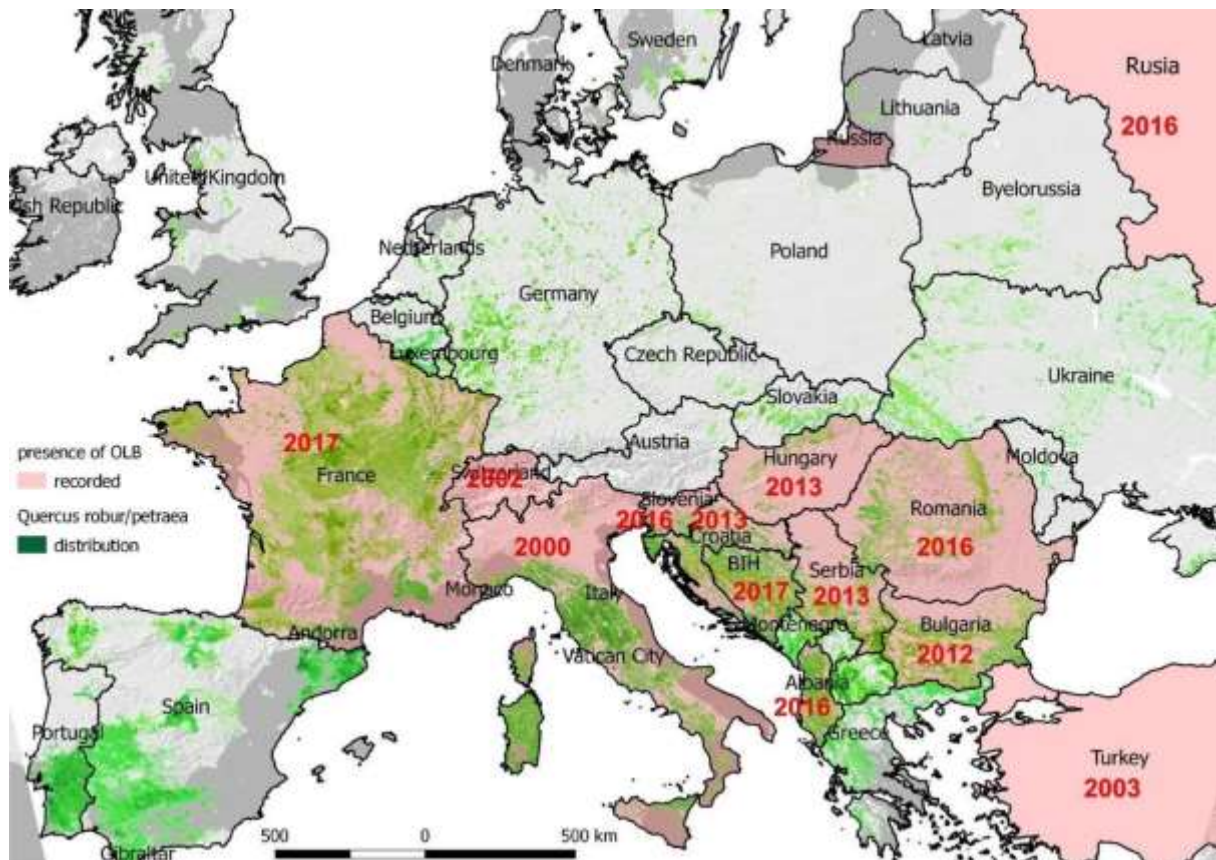 Sweden
Latvia
Denmark
Rusia
Lithuania
2016
Russia
United Kingdom
sh Republic
Byelorussia
Netherlands
Poland
Germany
Belgium
Luxembourg
Czech Republic
Ukraine
Slovakia
2017
Austria
presence of OLB
France
Switzerland
2002
Hungary
Moldova
recorded
2013
Slovenia
Romania
Quercus robur/petraea
2016
2013
distribution
2000
Croatia
2016
BIH
Serbia
Monaco
Italy
2017
2013
Andorra
Montenegro
Bulgaria
Vatican City
2012
Albania
Spain
2016
Portugal
Greece
Turkey
2003
500
0
500 km
Gibraltar